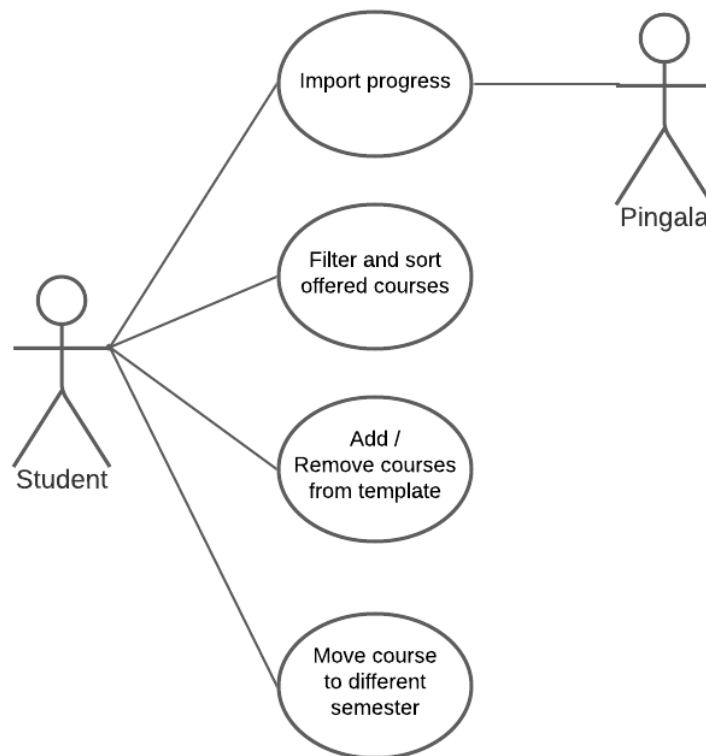 Import progress
Pingala
Filter and sort
offered courses
Student
Add /
Remove courses
from template
Move course
to different
semester